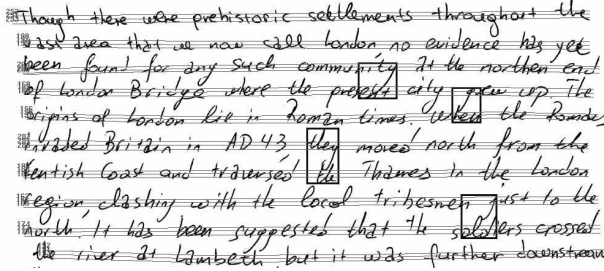 Though there were prehistoric settlements throughout the
vast area that we now call London, no evidence has yet
been found for any such community at the northen end
of London Bridge where the present city grew up. The
origins of London lie in Roman times. When the Romans
invaded Britain in AD 43, they moved north from the
Kentish Coast and traversed the Thames in the London
region, clashing with the local tribesmen just to the
north. It has been suggested that the soldiers crossed
the river at Lambeth but it was further downstream